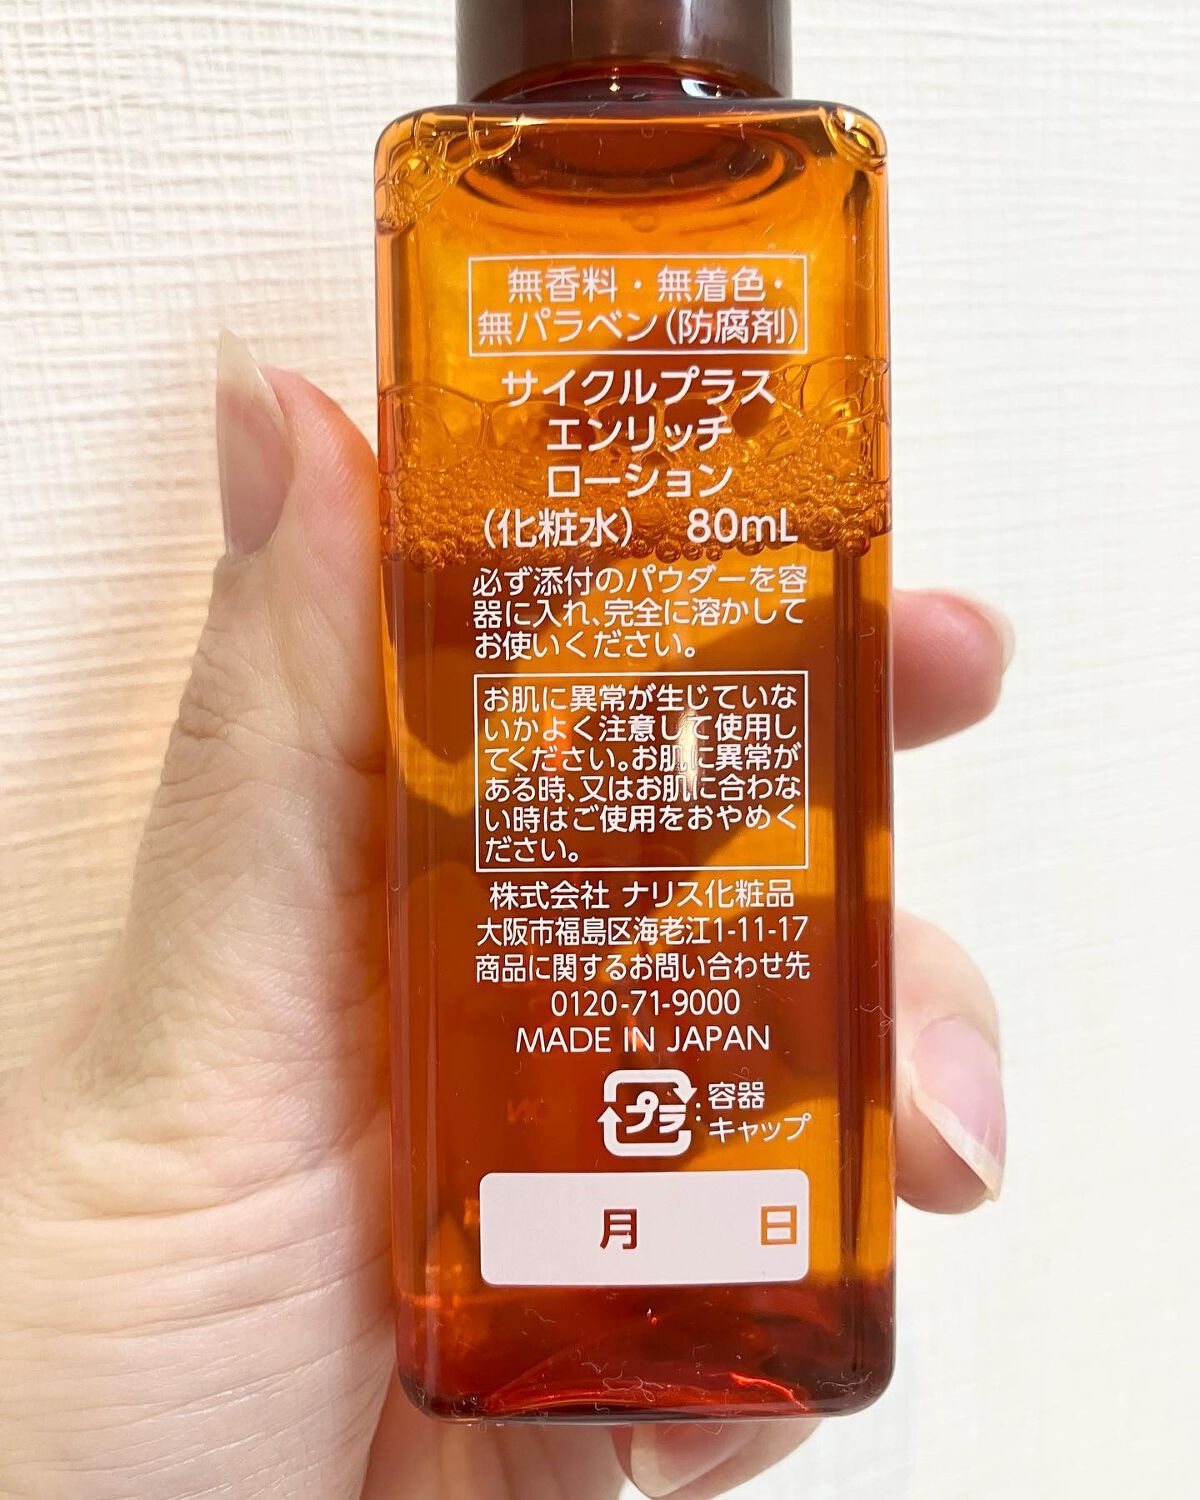 無香料・無着色・
無パラベン(防腐剤)
サイクルプラス
エンリッチ
ローション
(化粧水) 80mL
必ず添付のパウダーを容
器に入れ、完全に溶かして
お使いください。
お肌に異常が生じていな
いかよく注意して使用し
てください。お肌に異常が
ある時、又はお肌に合わな
い時はご使用をおやめく
ださい。
株式会社 ナリス化粧品
大阪市福島区海老江1-11-17
商品に関するお問い合わせ先
0120-71-9000
MADE IN JAPAN
プラ:容器
キャップ
月 日